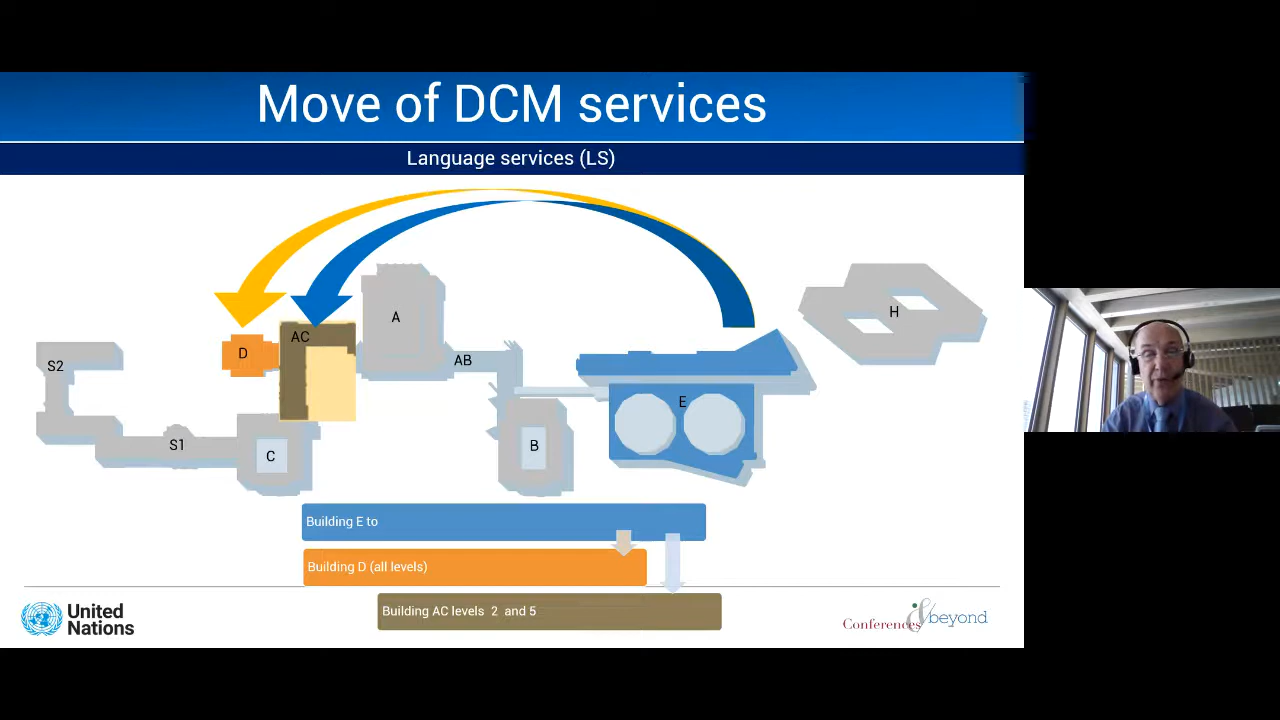 Move of DCM services
Language services (LS)
A
H
AC
D
AB
S2
E
S1
B
C
Building E to
Building D (all levels)
Building AC levels 2 and 5
United
Nations
Conferences & beyond